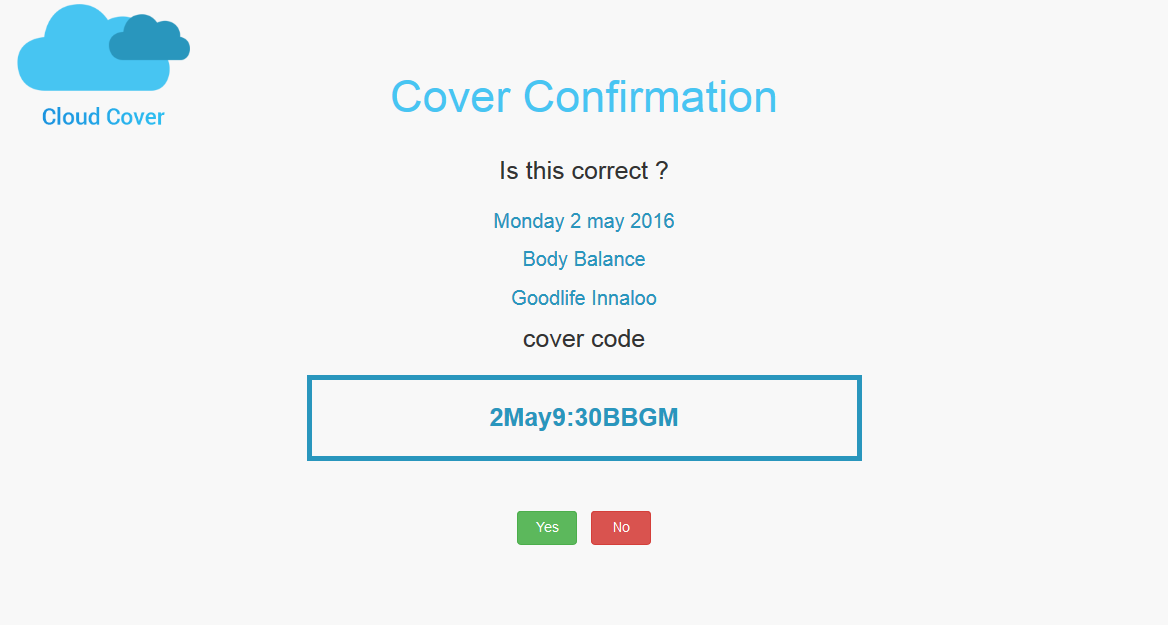 Cloud Cover
Cover Confirmation
Is this correct ?
Monday 2 may 2016
Body Balance
Goodlife Innaloo
cover code
2May9:30BBGM
Yes No